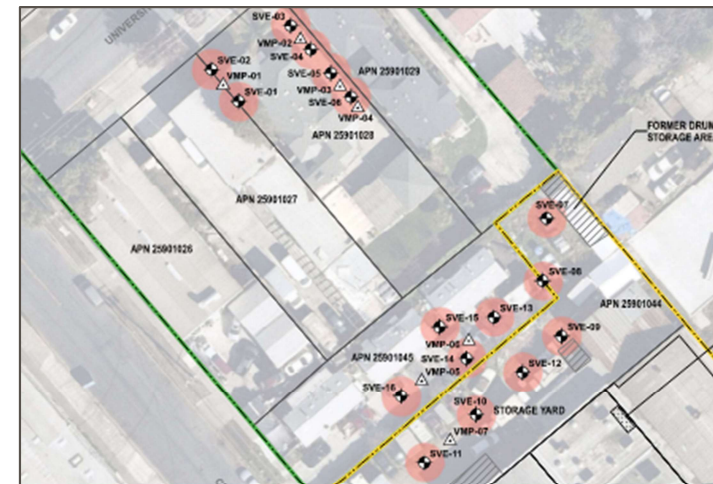 SVE-03
VMP-02
SVE-04
UNIVERSI
SVE-02
VMP-01
SVE-01
SVE-05
APN 25901029
VMP-03
SVE-06
VMP-04
APN 25901028
FORMER DRUM
STORAGE ARE
APN 25901027
SVE-07
APN 25901026
SVE-08
APN 25901044
SVE-15
SVE-13
VMP-06
SVE-09
APN 25901045
SVE-14
VMP-05
SVE-12
SVE-16
SVE-10
STORAGE YARD
VMP-07
SVE-11